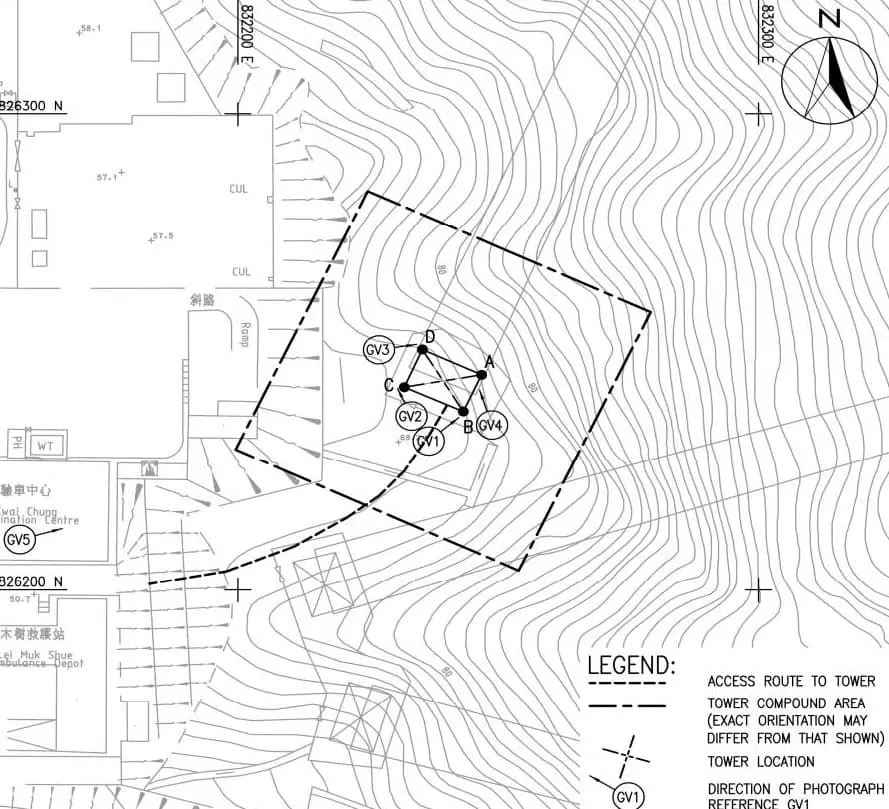 58.1
832200 E
832300 E
N
826300 N
57.1
CUL
57.5
CUL
斜路
Ramp
80
GV3
D
A
C
80
GV2
B
GV4
GV1
PH
WT
驗車中心
Kwai Chung
ination Centre
GV5
826200 N
50.7
木樹救護站
Lei Muk Shue
mbulance Depot
80
LEGEND:
ACCESS ROUTE TO TOWER
TOWER COMPOUND AREA
(EXACT ORIENTATION MAY
DIFFER FROM THAT SHOWN)
TOWER LOCATION
DIRECTION OF PHOTOGRAPH
REFERENCE GV1
GV1